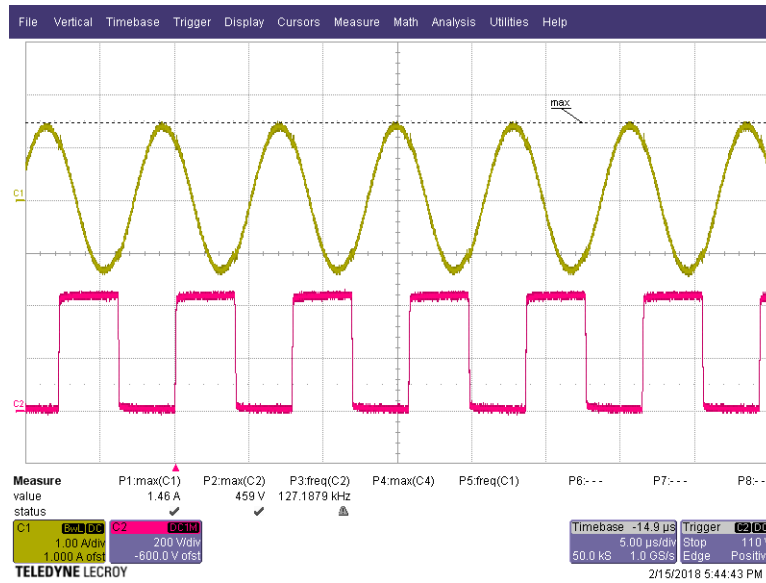 File Vertical Timebase Trigger Display Cursors Measure Math Analysis Utilities Help
max
C1
C2
Measure P1:max(C1) P2:max(C2) P3:freq(C2) P4:max(C4) P5:freq(C1) P6:- - - P7:- - - P8:- -
value 1.46 A 459 V 127.1879 kHz
status
C1 BwL DC
1.00 A/div
1.000 A ofst
C2 DC1M
200 V/div
-600.0 V ofst
Timebase -14.9 µs
5.00 µs/div
50.0 kS 1.0 GS/s
Trigger C2 DC
Stop 110 V
Edge Positiv
TELEDYNE LECROY
2/15/2018 5:44:43 PM